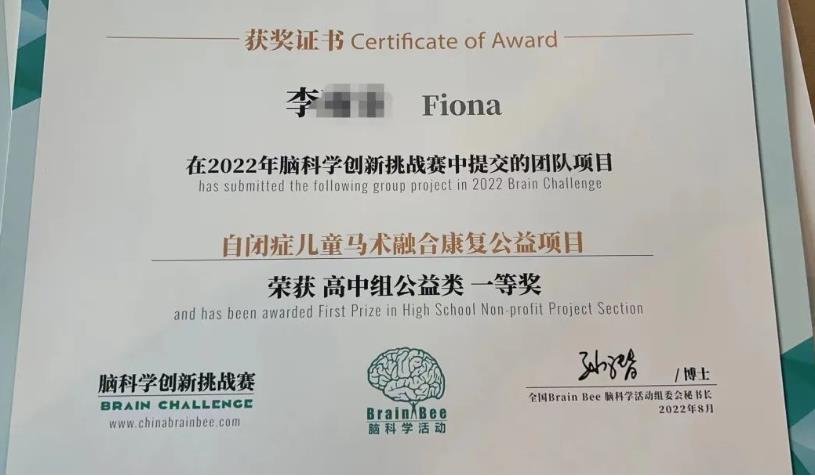 获奖证书 Certificate of Award
李 Fiona
在2022年脑科学创新挑战赛中提交的团队项目
has submitted the following group project in 2022 Brain Challenge
自闭症儿童马术融合康复公益项目
荣获 高中组公益类 一等奖
and has been awarded First Prize in High School Non-profit Project Section
脑科学创新挑战赛
BRAIN CHALLENGE
www.chinabrainbee.com
Brain Bee
脑科学活动
/博士
全国Brain Bee 脑科学活动组委会秘书长
2022年8月